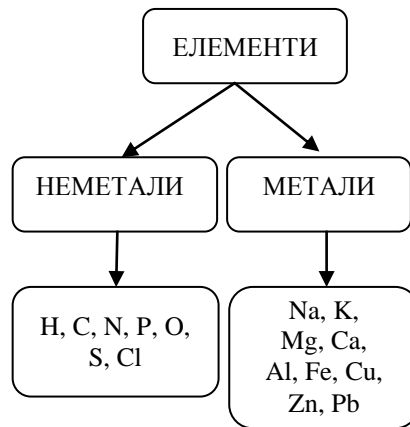 ЕЛЕМЕНТИ
НЕМЕТАЛИ
МЕТАЛИ
H, C, N, P, O,
S, Cl
Na, K,
Mg, Ca,
Al, Fe, Cu,
Zn, Pb